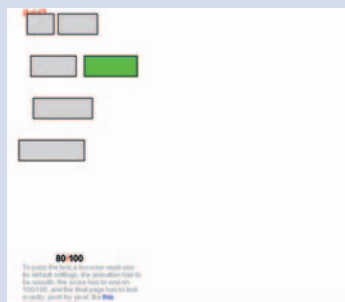 80/100
To pass the test,a browser must use
its default settings, the animation has to
be smooth, the score has to end on
100/100, and the final page has to look
exactly, pixel for pixel, like this